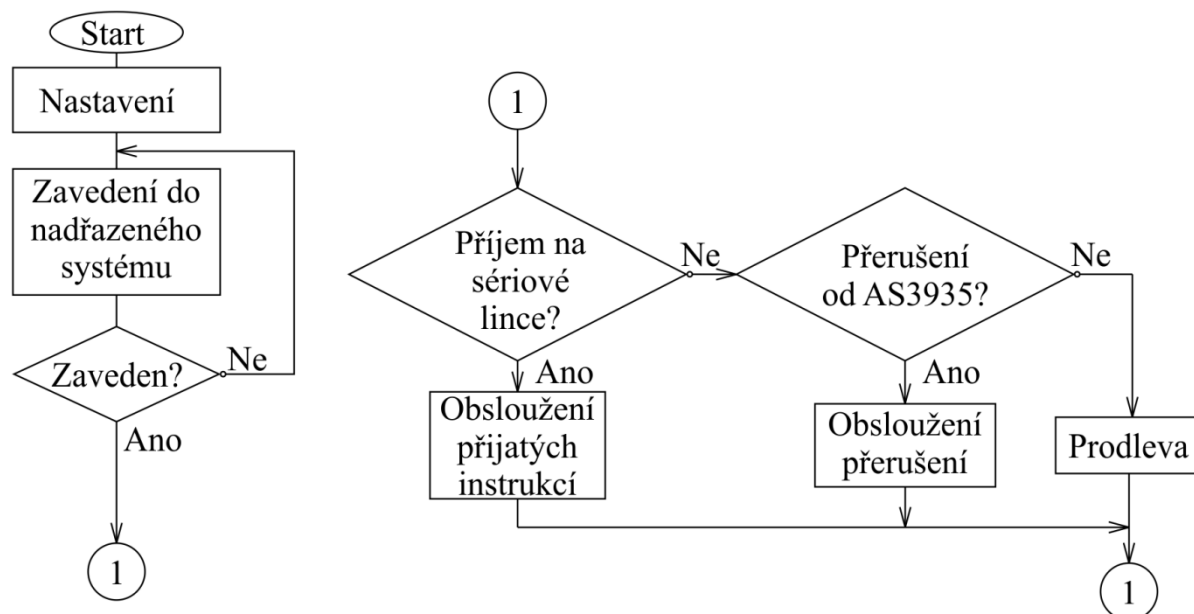 Start
Nastavení
Zavedení do
nadřazeného
systému
Zaveden?
Ne
Ano
1
1
Příjem na
sériové
lince?
Ne
Ano
Obsloužení
přijatých
instrukcí
Přerušení
od AS3935?
Ne
Ano
Obsloužení
přerušení
Prodleva
1